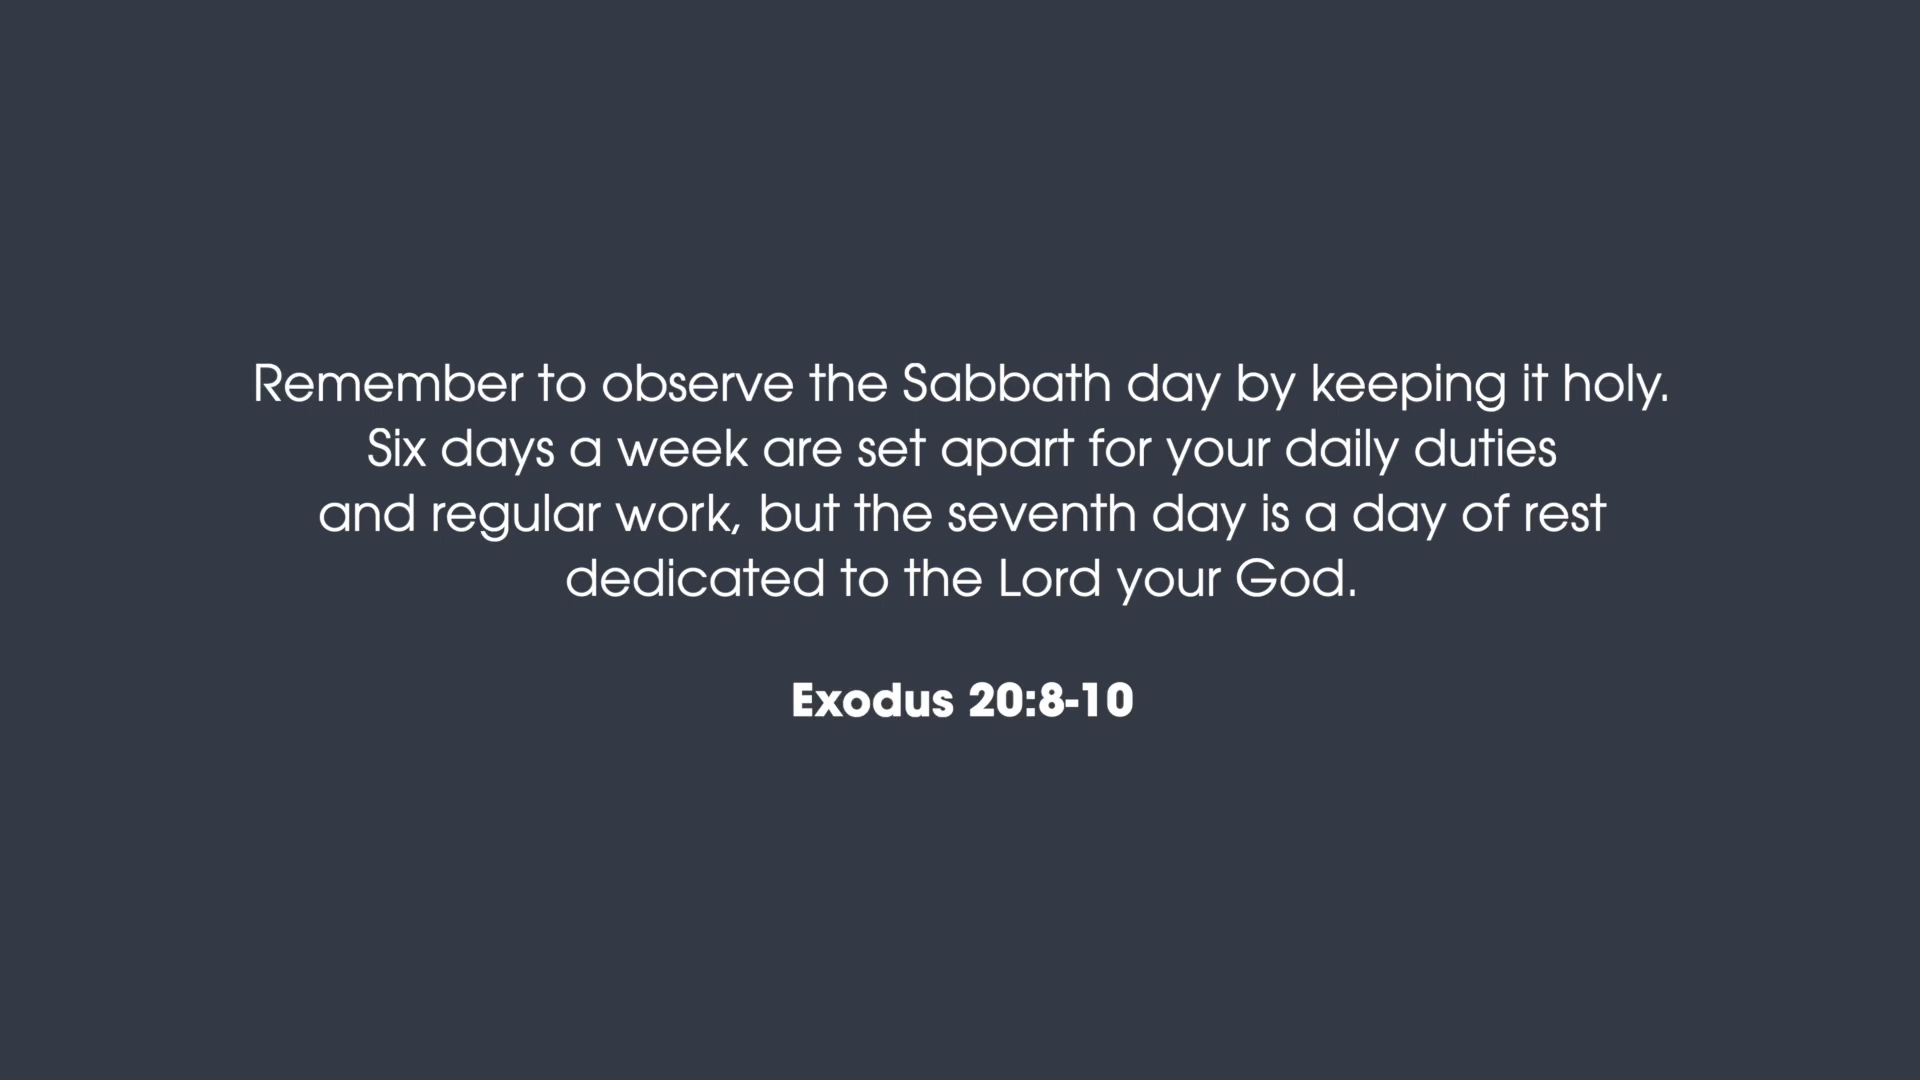 Remember to observe the Sabbath day by keeping it holy.
Six days a week are set apart for your daily duties
and regular work, but the seventh day is a day of rest
dedicated to the Lord your God.
Exodus 20:8-10